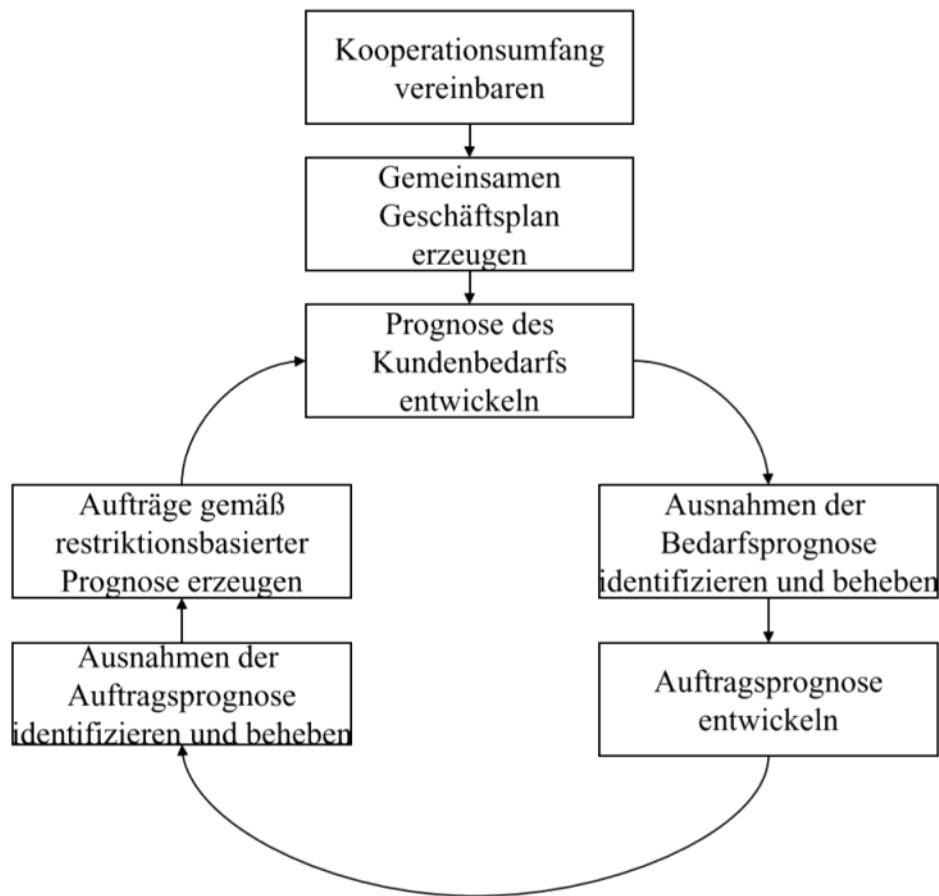 Kooperationsumfang
vereinbaren
Gemeinsamen
Geschäftsplan
erzeugen
Prognose des
Kundenbedarfs
entwickeln
Ausnahmen der
Bedarfsprognose
identifizieren und beheben
Auftragsprognose
entwickeln
Ausnahmen der
Auftragsprognose
identifizieren und beheben
Aufträge gemäß
restriktionsbasierter
Prognose erzeugen